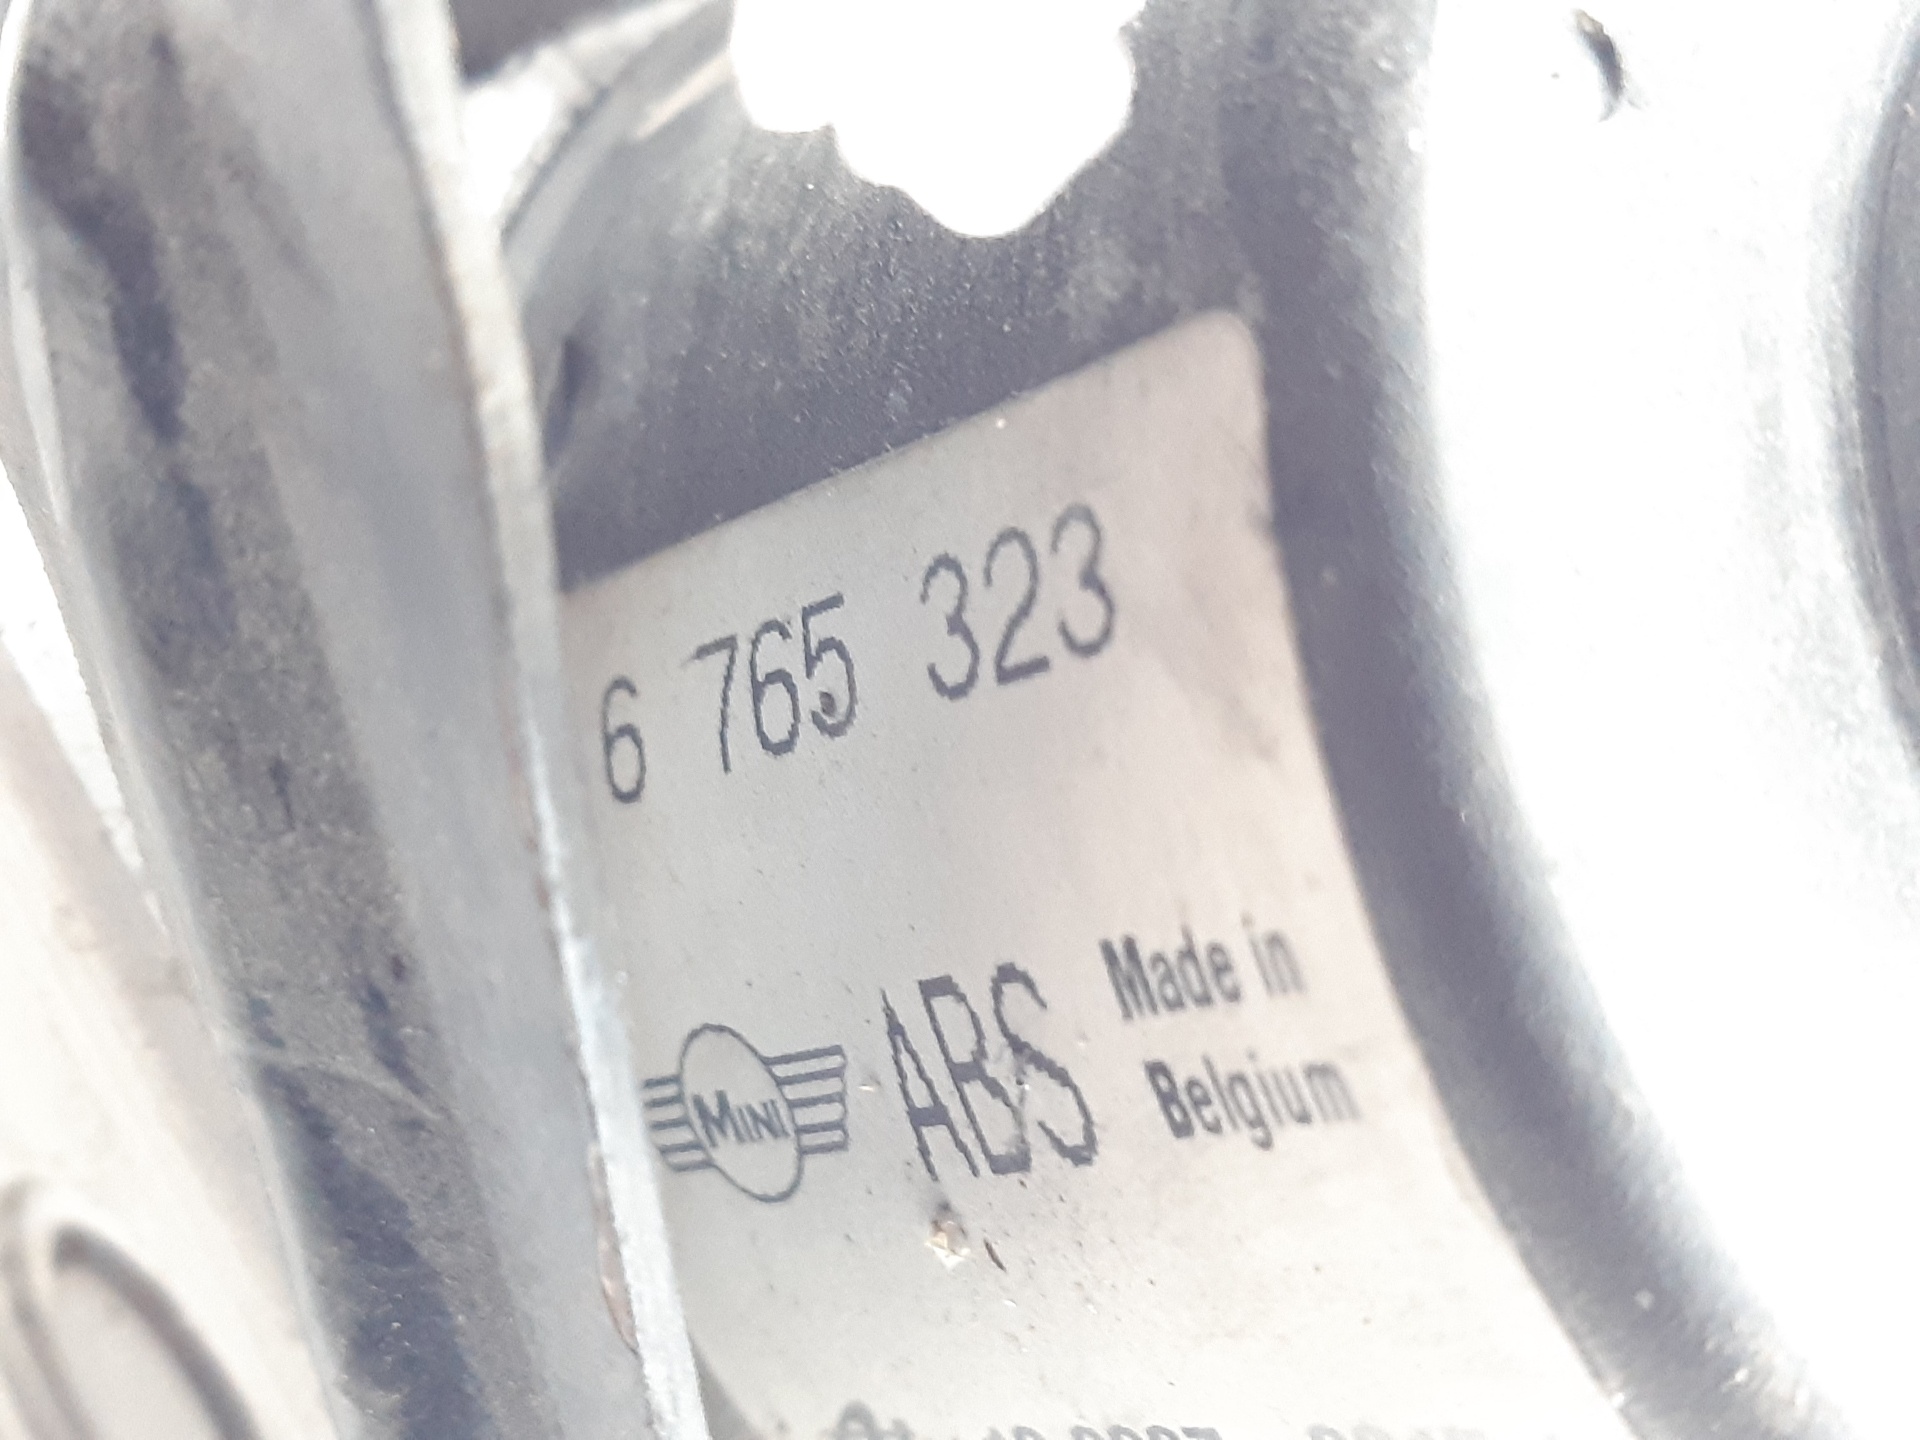 6 765 323
MINI ABS Made in
Belgium